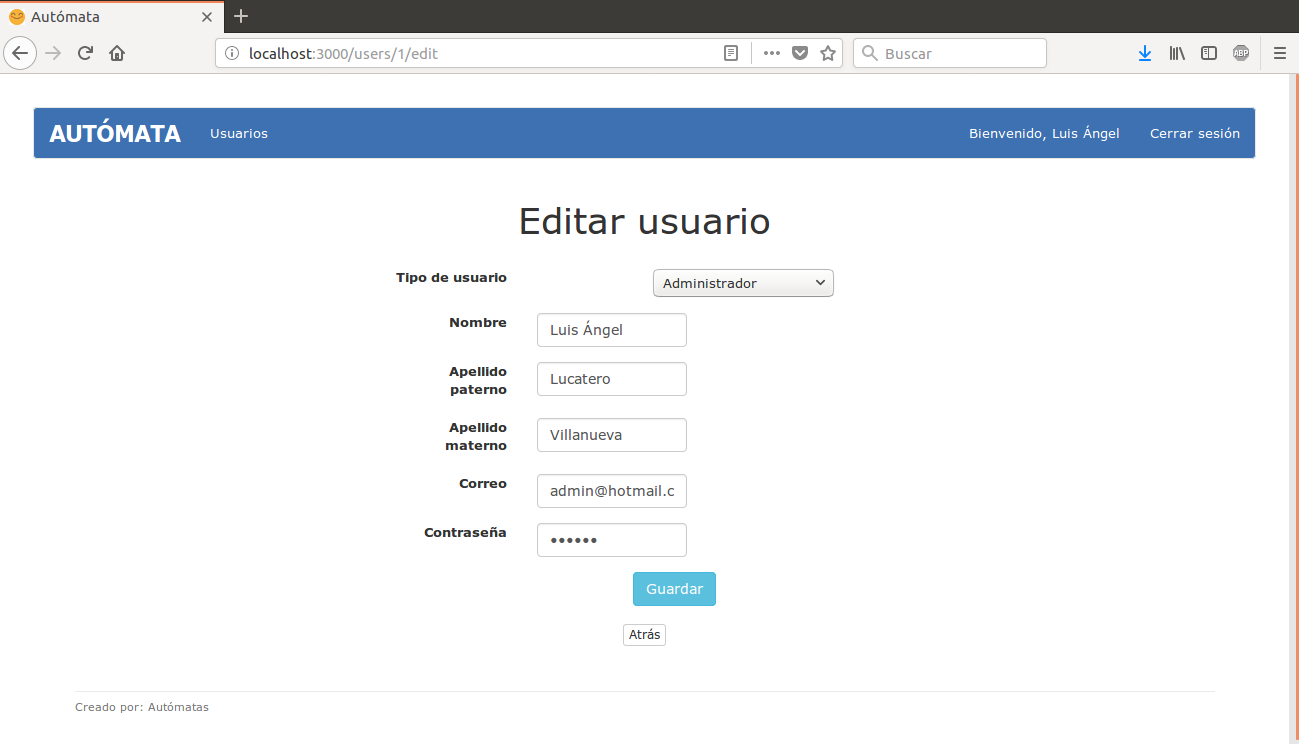 Autómata
localhost:3000/users/1/edit
Buscar
ABP
AUTÓMATA Usuarios Bienvenido, Luis Ángel Cerrar sesión
Editar usuario
Tipo de usuario Administrador
Nombre Luis Ángel
Apellido
paterno
Lucatero
Apellido
materno
Villanueva
Correo admin@hotmail.c
Contraseña ••••••
Guardar
Atrás
Creado por: Autómatas